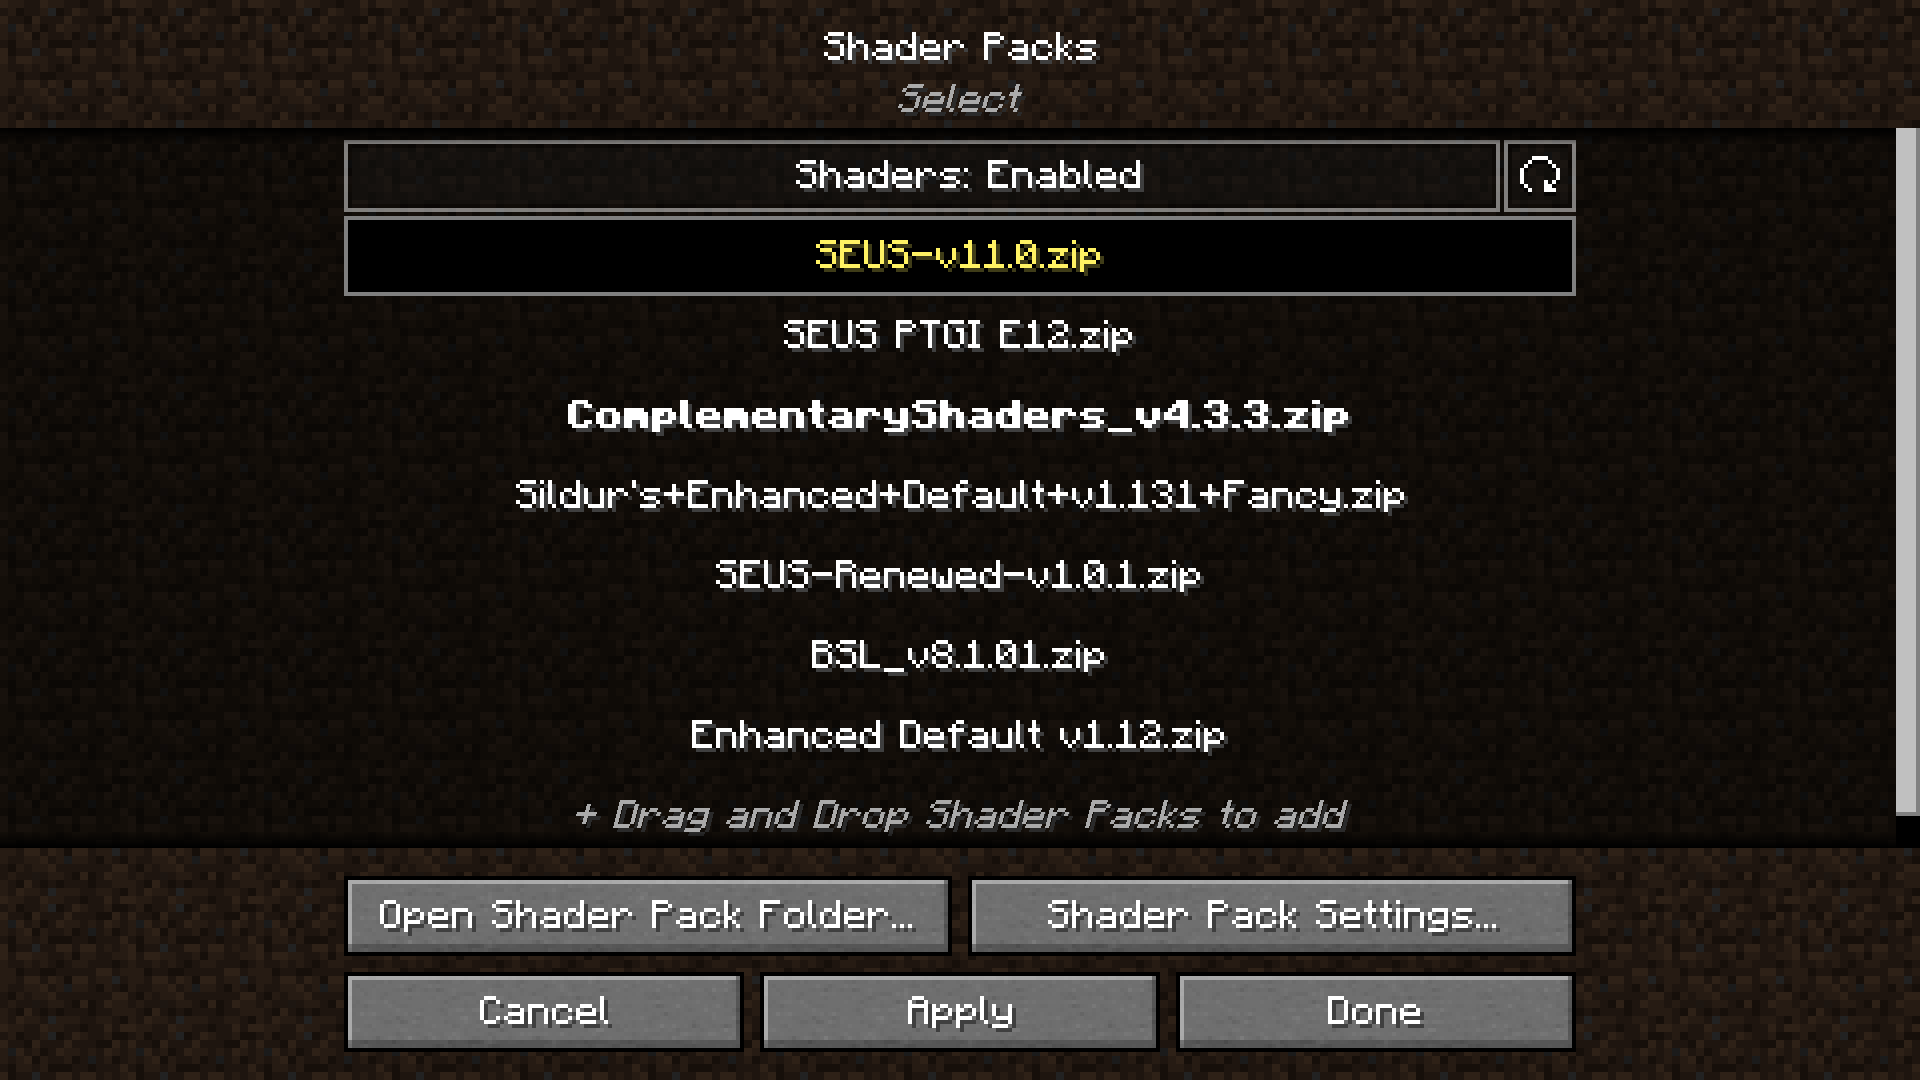 Shader Packs
Select
Shaders: Enabled
SEUS-v11.0.zip
SEUS PTGI E12.zip
ComplementaryShaders_v4.3.3.zip
Sildur's+Enhanced+Default+v1.131+Fancy.zip
SEUS-Renewed-v1.0.1.zip
BSL_v8.1.01.zip
Enhanced Default v1.12.zip
+ Drag and Drop Shader Packs to add
Open Shader Pack Folder...
Shader Pack Settings...
Cancel
Apply
Done